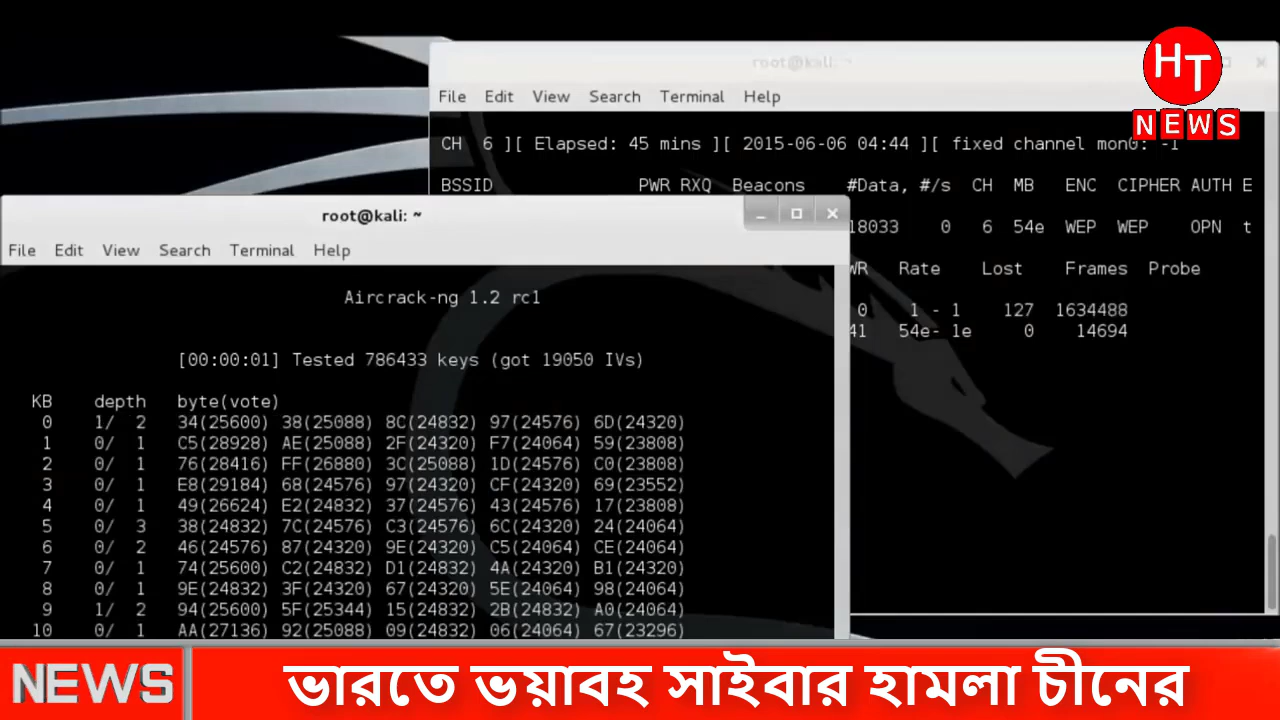 HT
NEWS
root@kali: ~
File Edit View Search Terminal Help
CH 6 ][ Elapsed: 45 mins ][ 2015-06-06 04:44 ][ fixed channel mon0: -1
BSSID PWR RXQ Beacons #Data, #/s CH MB ENC CIPHER AUTH E
18033 0 6 54e WEP WEP OPN t
WR Rate Lost Frames Probe
0 1 - 1 127 1634488
41 54e- 1e 0 14694
root@kali: ~
File Edit View Search Terminal Help
Aircrack-ng 1.2 rc1
[00:00:01] Tested 786433 keys (got 19050 IVs)
KB depth byte(vote)
0 1/ 2 34(25600) 38(25088) 8C(24832) 97(24576) 6D(24320)
1 0/ 1 C5(28928) AE(25088) 2F(24320) F7(24064) 59(23808)
2 0/ 1 76(28416) FF(26880) 3C(25088) 1D(24576) C0(23808)
3 0/ 1 E8(29184) 68(24576) 97(24320) CF(24320) 69(23552)
4 0/ 1 49(26624) E2(24832) 37(24576) 43(24576) 17(23808)
5 0/ 3 38(24832) 7C(24576) C3(24576) 6C(24320) 24(24064)
6 0/ 2 46(24576) 87(24320) 9E(24320) C5(24064) CE(24064)
7 0/ 1 74(25600) C2(24832) D1(24832) 4A(24320) B1(24320)
8 0/ 1 9E(24832) 3F(24320) 67(24320) 5E(24064) 98(24064)
9 1/ 2 94(25600) 5F(25344) 15(24832) 2B(24832) A0(24064)
10 0/ 1 AA(27136) 92(25088) 09(24832) 06(24064) 67(23296)
NEWS ভারতে ভয়াবহ সাইবার হামলা চীনের